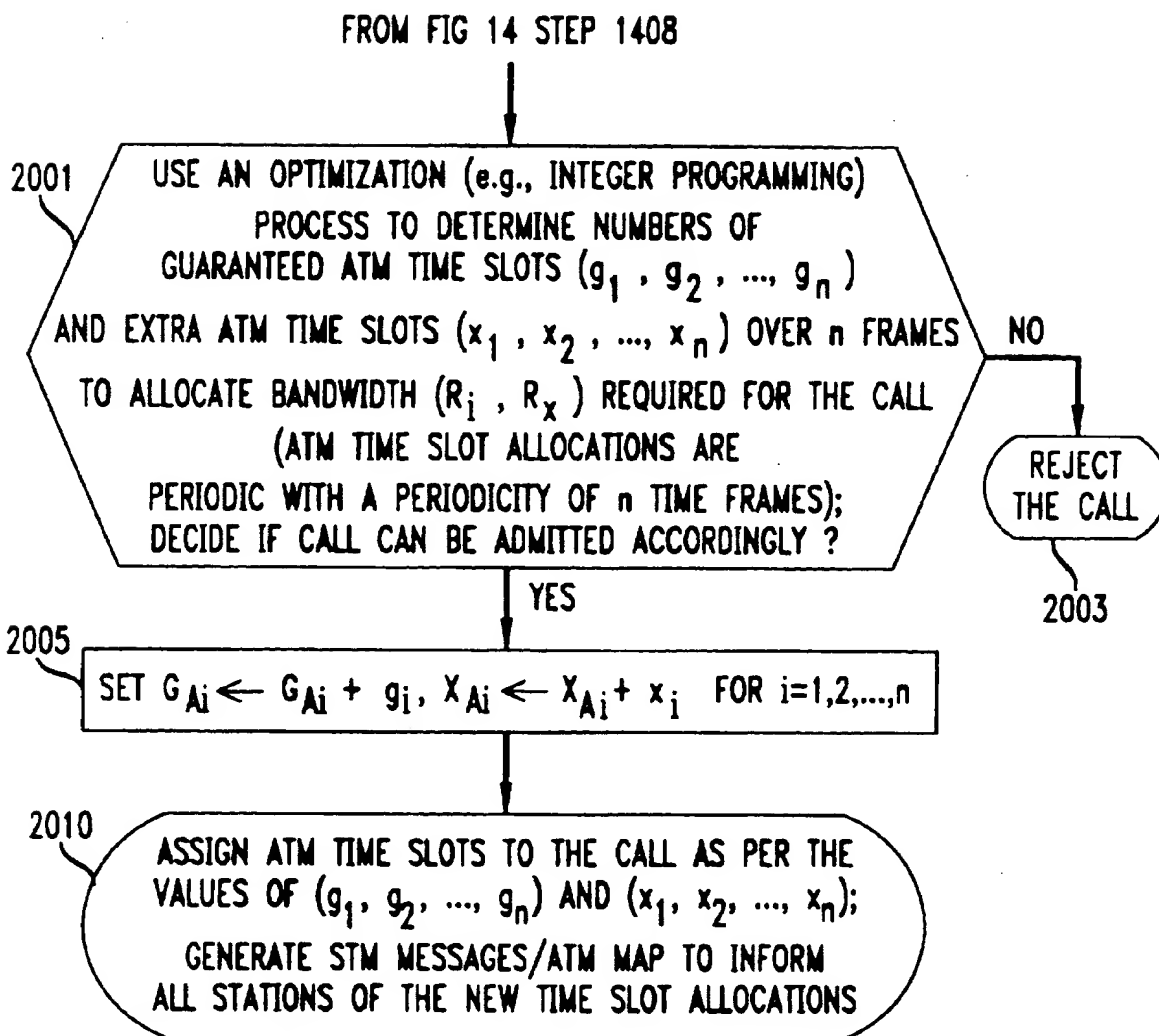 FROM FIG 14 STEP 1408
2001
USE AN OPTIMIZATION (e.g., INTEGER PROGRAMMING)
PROCESS TO DETERMINE NUMBERS OF
GUARANTEED ATM TIME SLOTS (g₁ , g₂ , ..., gₙ )
AND EXTRA ATM TIME SLOTS (x₁ , x₂ , ..., xₙ ) OVER n FRAMES
TO ALLOCATE BANDWIDTH (Rᵢ , Rₓ ) REQUIRED FOR THE CALL
(ATM TIME SLOT ALLOCATIONS ARE
PERIODIC WITH A PERIODICITY OF n TIME FRAMES);
DECIDE IF CALL CAN BE ADMITTED ACCORDINGLY ?
NO
REJECT
THE CALL
2003
YES
2005
SET G_Ai ← G_Ai + gᵢ, X_Ai ← X_Ai + xᵢ FOR i=1,2,...,n
2010
ASSIGN ATM TIME SLOTS TO THE CALL AS PER THE
VALUES OF (g₁, g₂, ..., gₙ) AND (x₁, x₂, ..., xₙ);
GENERATE STM MESSAGES/ATM MAP TO INFORM
ALL STATIONS OF THE NEW TIME SLOT ALLOCATIONS